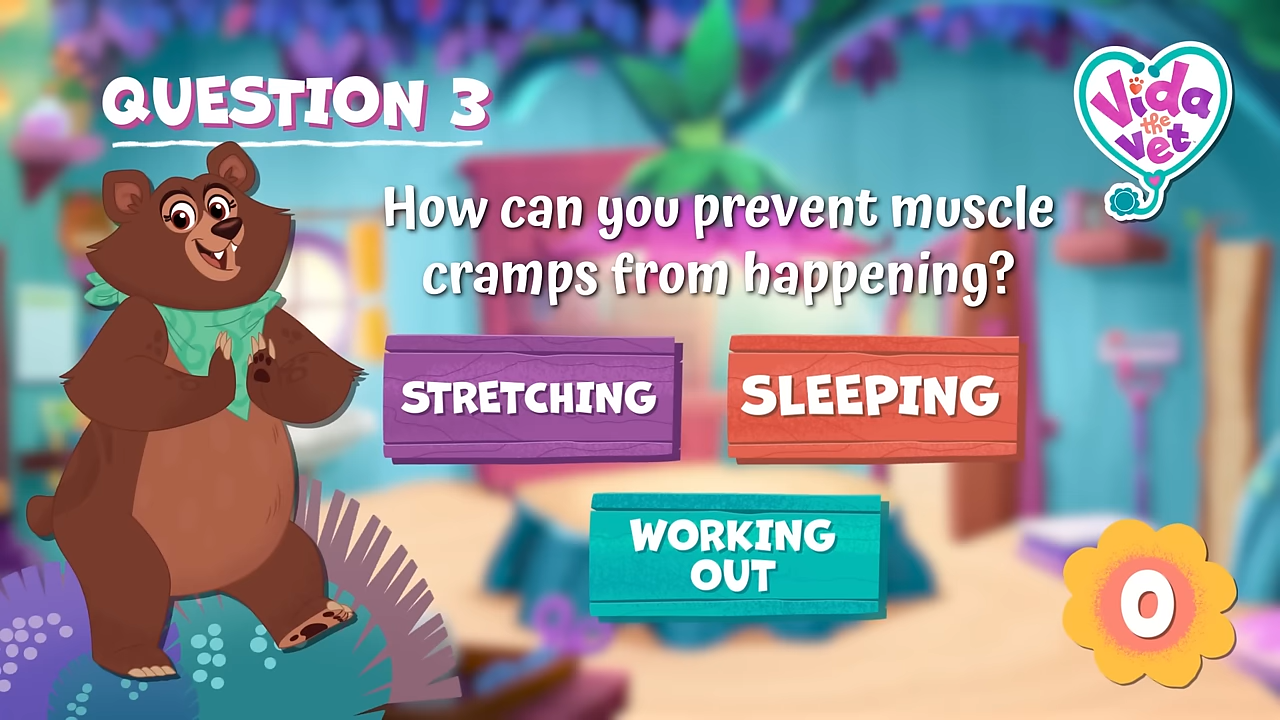 QUESTION 3
Vida
the
Vet
How can you prevent muscle
cramps from happening?
STRETCHING
SLEEPING
WORKING
OUT
0